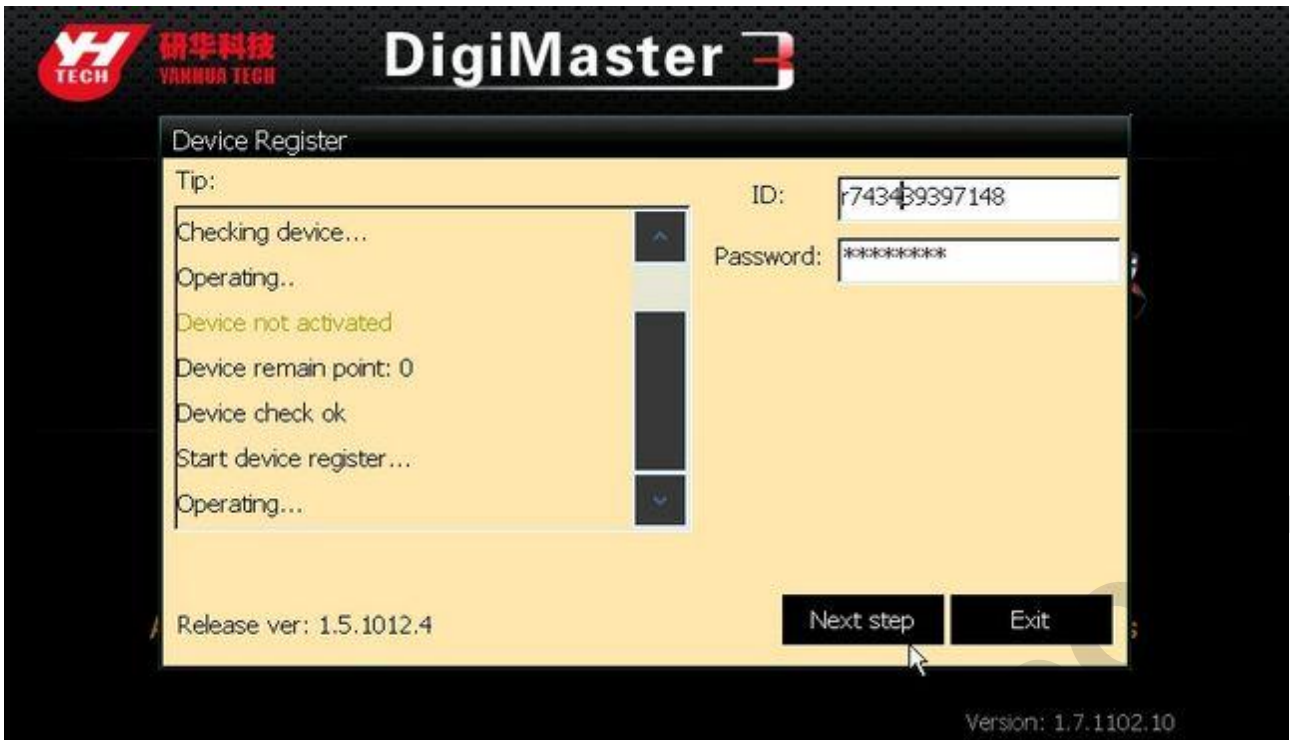 YH
TECH
研华科技
YANHUA TECH
DigiMaster 3
Device Register
Tip:
Checking device...
Operating..
Device not activated
Device remain point: 0
Device check ok
Start device register...
Operating...
ID:
r743439397148
Password:
********
Release ver: 1.5.1012.4
Next step
Exit
Version: 1.7.1102.10